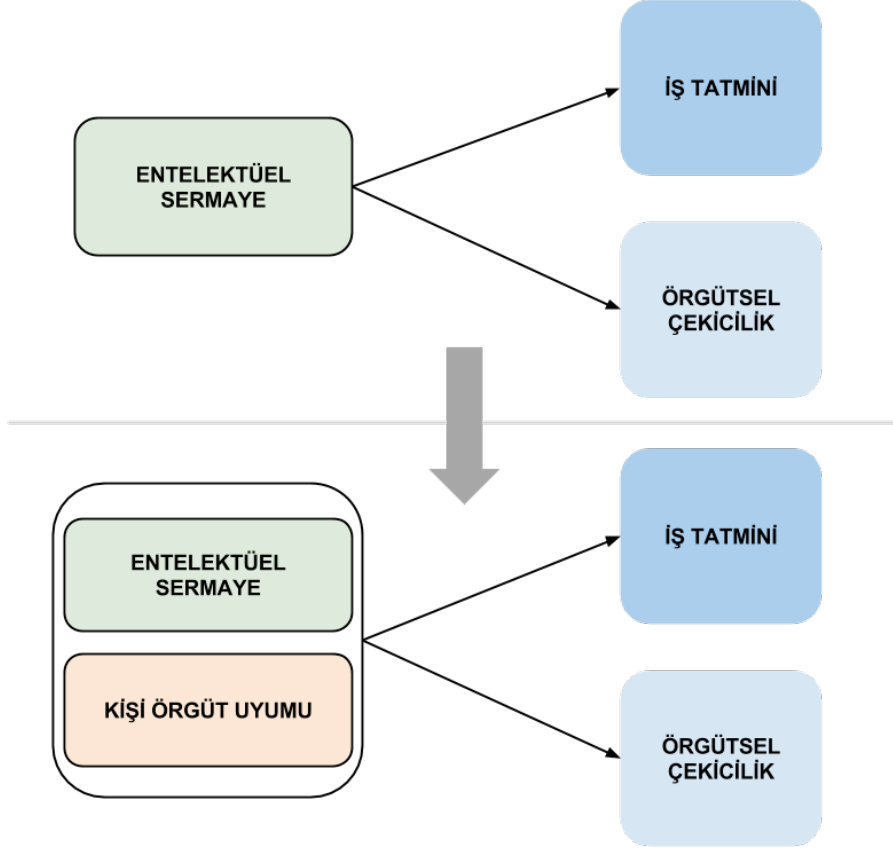 ENTELEKTÜEL
SERMAYE
İŞ TATMİNİ
ÖRGÜTSEL
ÇEKİCİLİK
ENTELEKTÜEL
SERMAYE
KİŞİ ÖRGÜT UYUMU
İŞ TATMİNİ
ÖRGÜTSEL
ÇEKİCİLİK